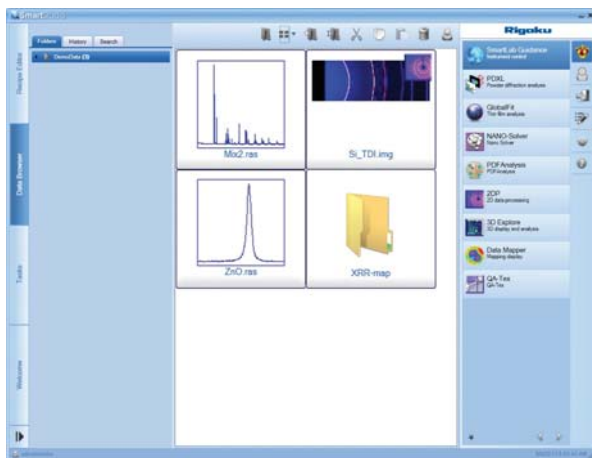 Folders History Search
DemoData (3)
Recipe Editor
Data Browser
Tasks
Welcome
Mix2.ras
Si_TDI.img
ZnO.ras
XRR-map
Rigaku
SmartLab Guidance
Instrument control
PDXL
Powder diffraction analysis
GlobalFit
Thin film analysis
NANO-Solver
Nano Solver
PDFAnalysis
PDFAnalysis
2DP
2D data processing
3D Explore
3D display and analysis
Data Mapper
Mapping display
QA-Tex
QA-Tex